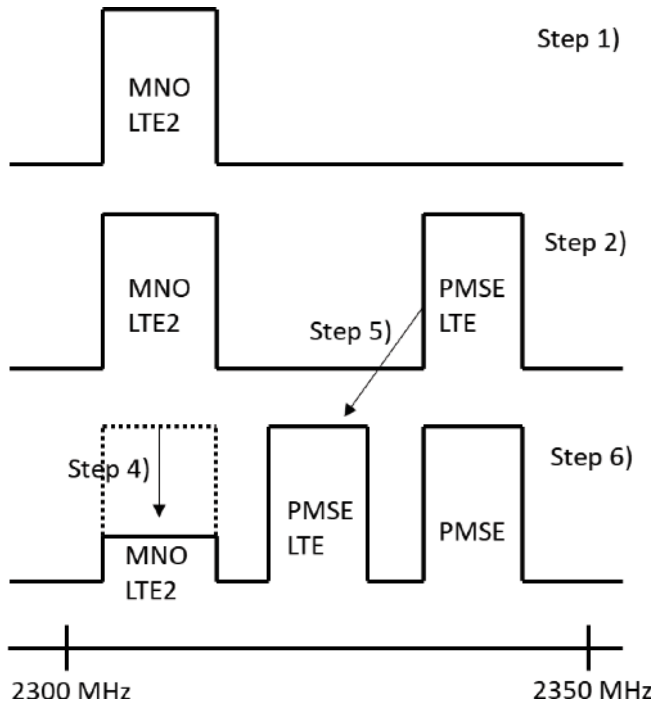 Step 1)
MNO
LTE2
Step 2)
MNO
LTE2
PMSE
LTE
Step 5)
Step 4)
Step 6)
MNO
LTE2
PMSE
LTE
PMSE
2300 MHz
2350 MHz